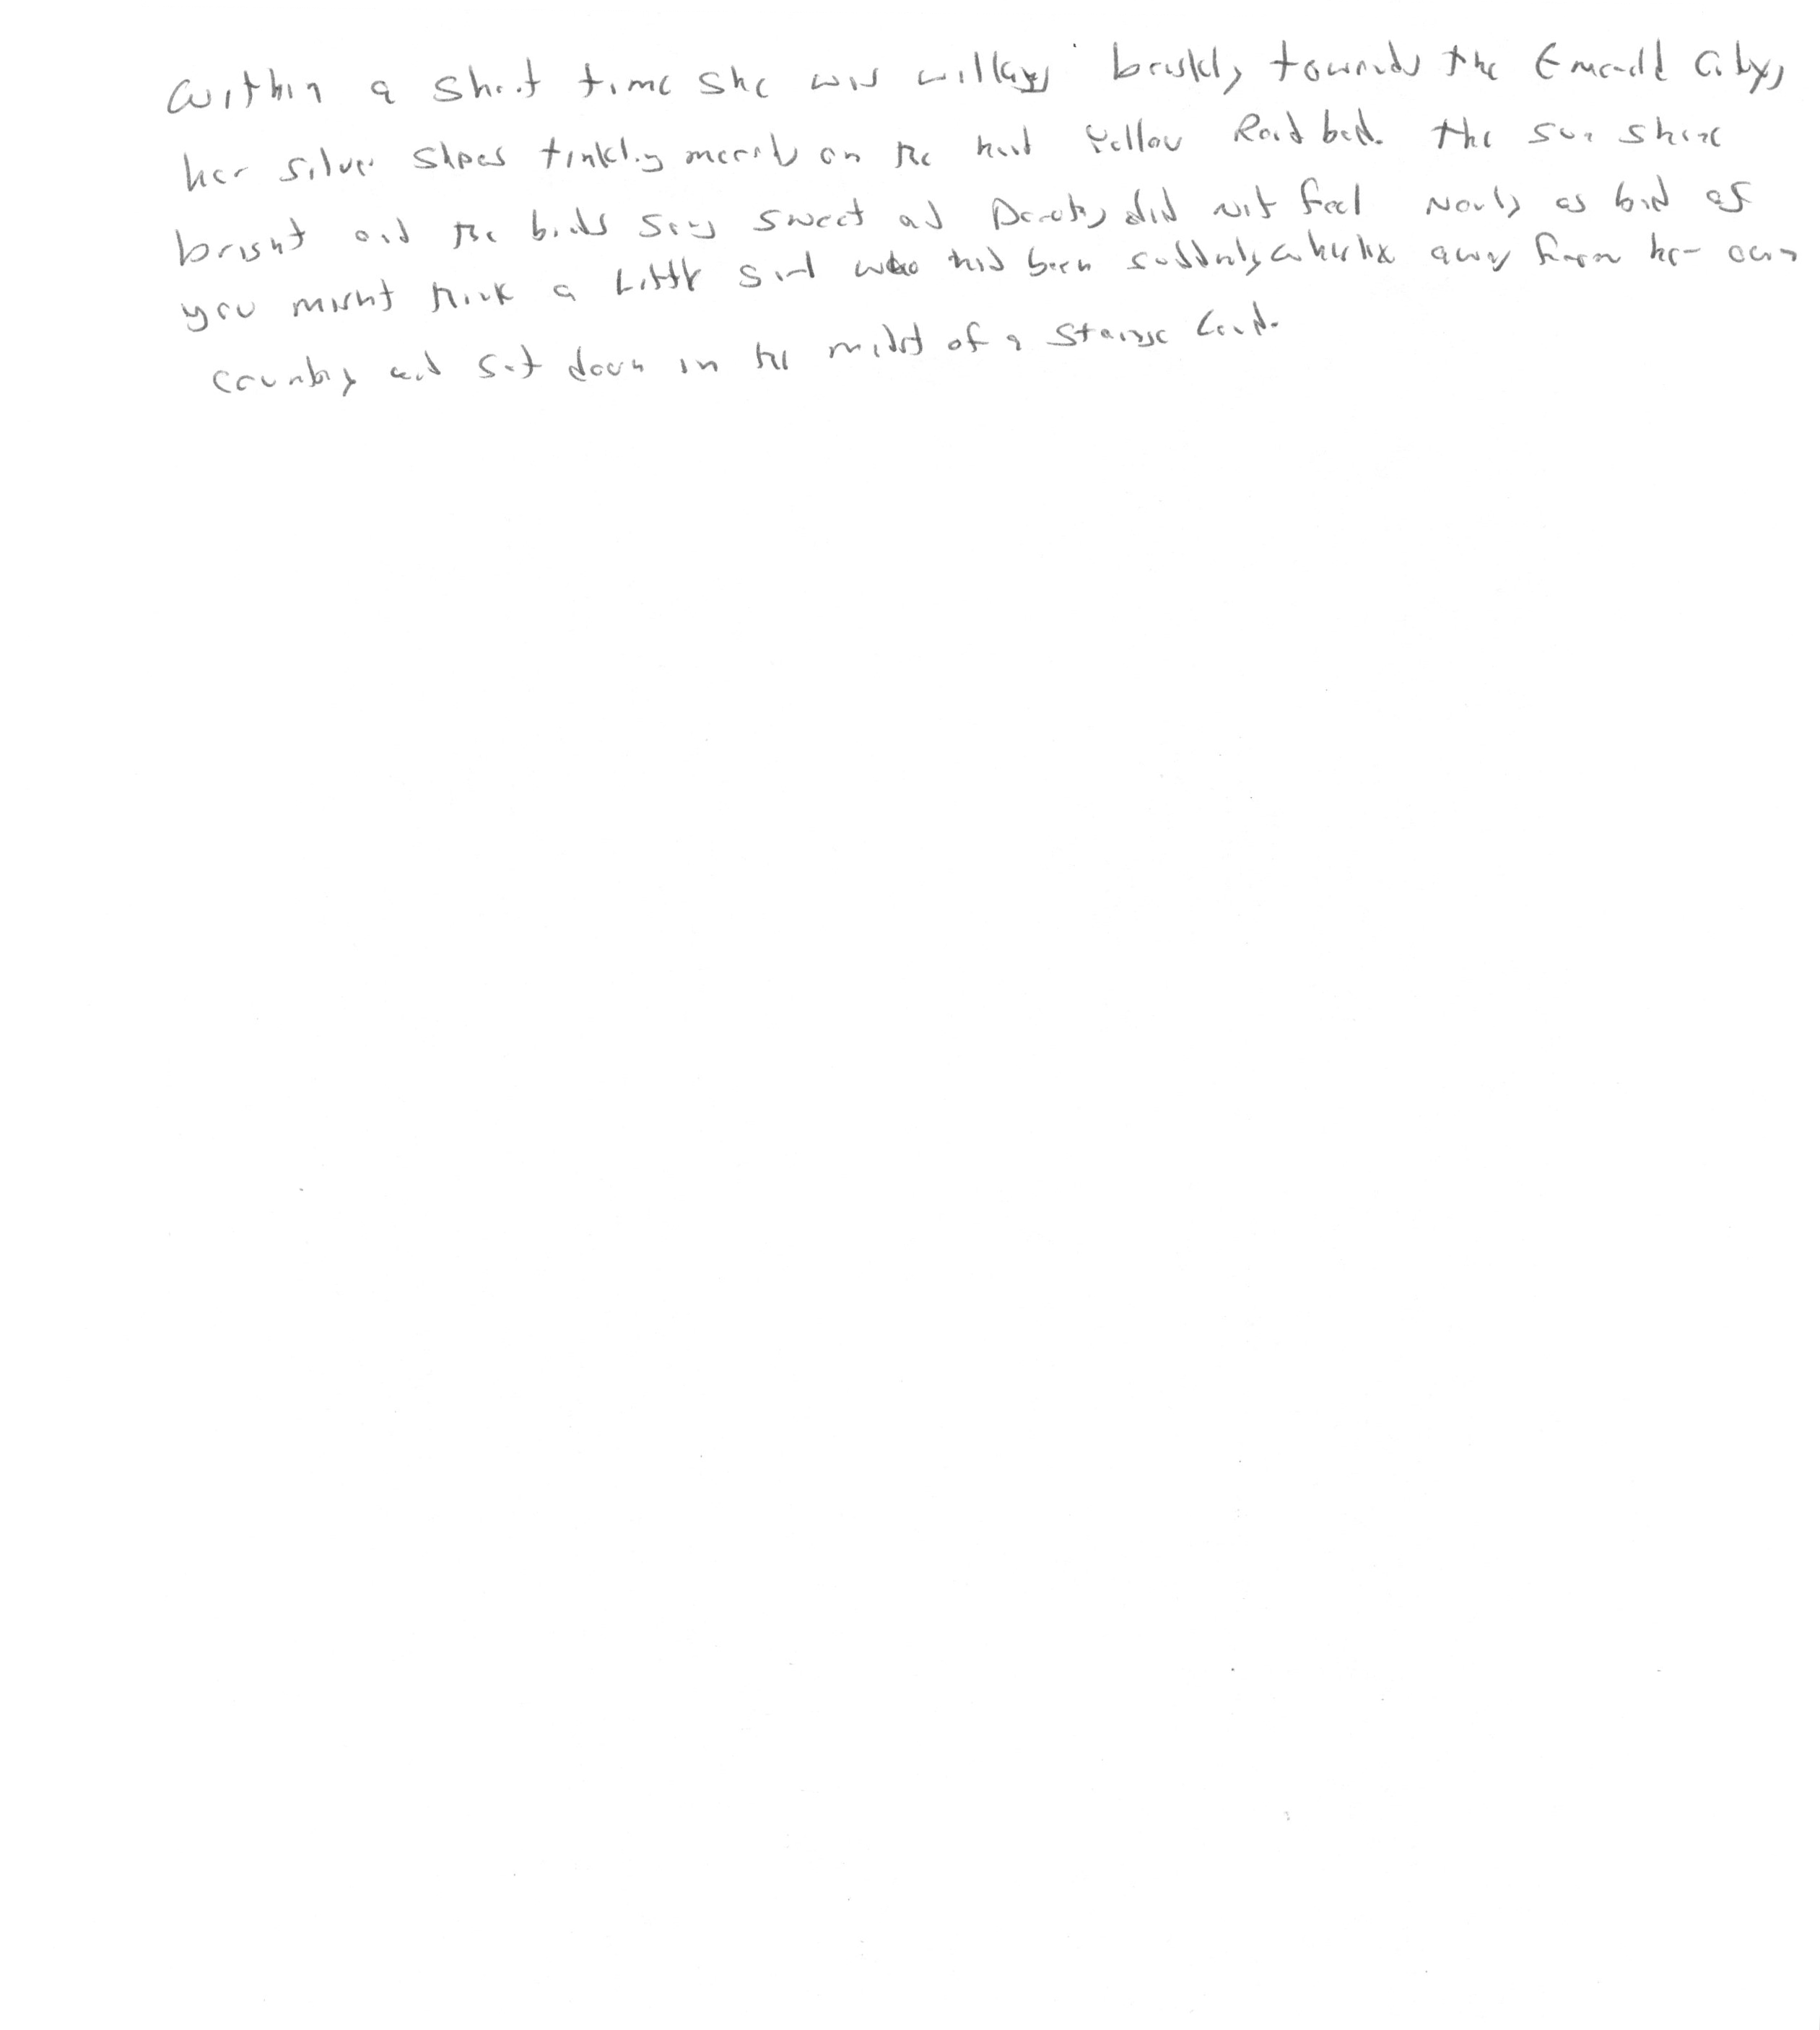 Within a short time she was walking briskly towards the Emerald City,
her silver shoes tinkling merrily on the hard Yellow Road bed. The sun shone
bright and the birds sang sweet and Dorothy did not feel nearly as bad as
you might think a Little girl who had been suddenly whisked away from her own
country and set down in the midst of a strange land.